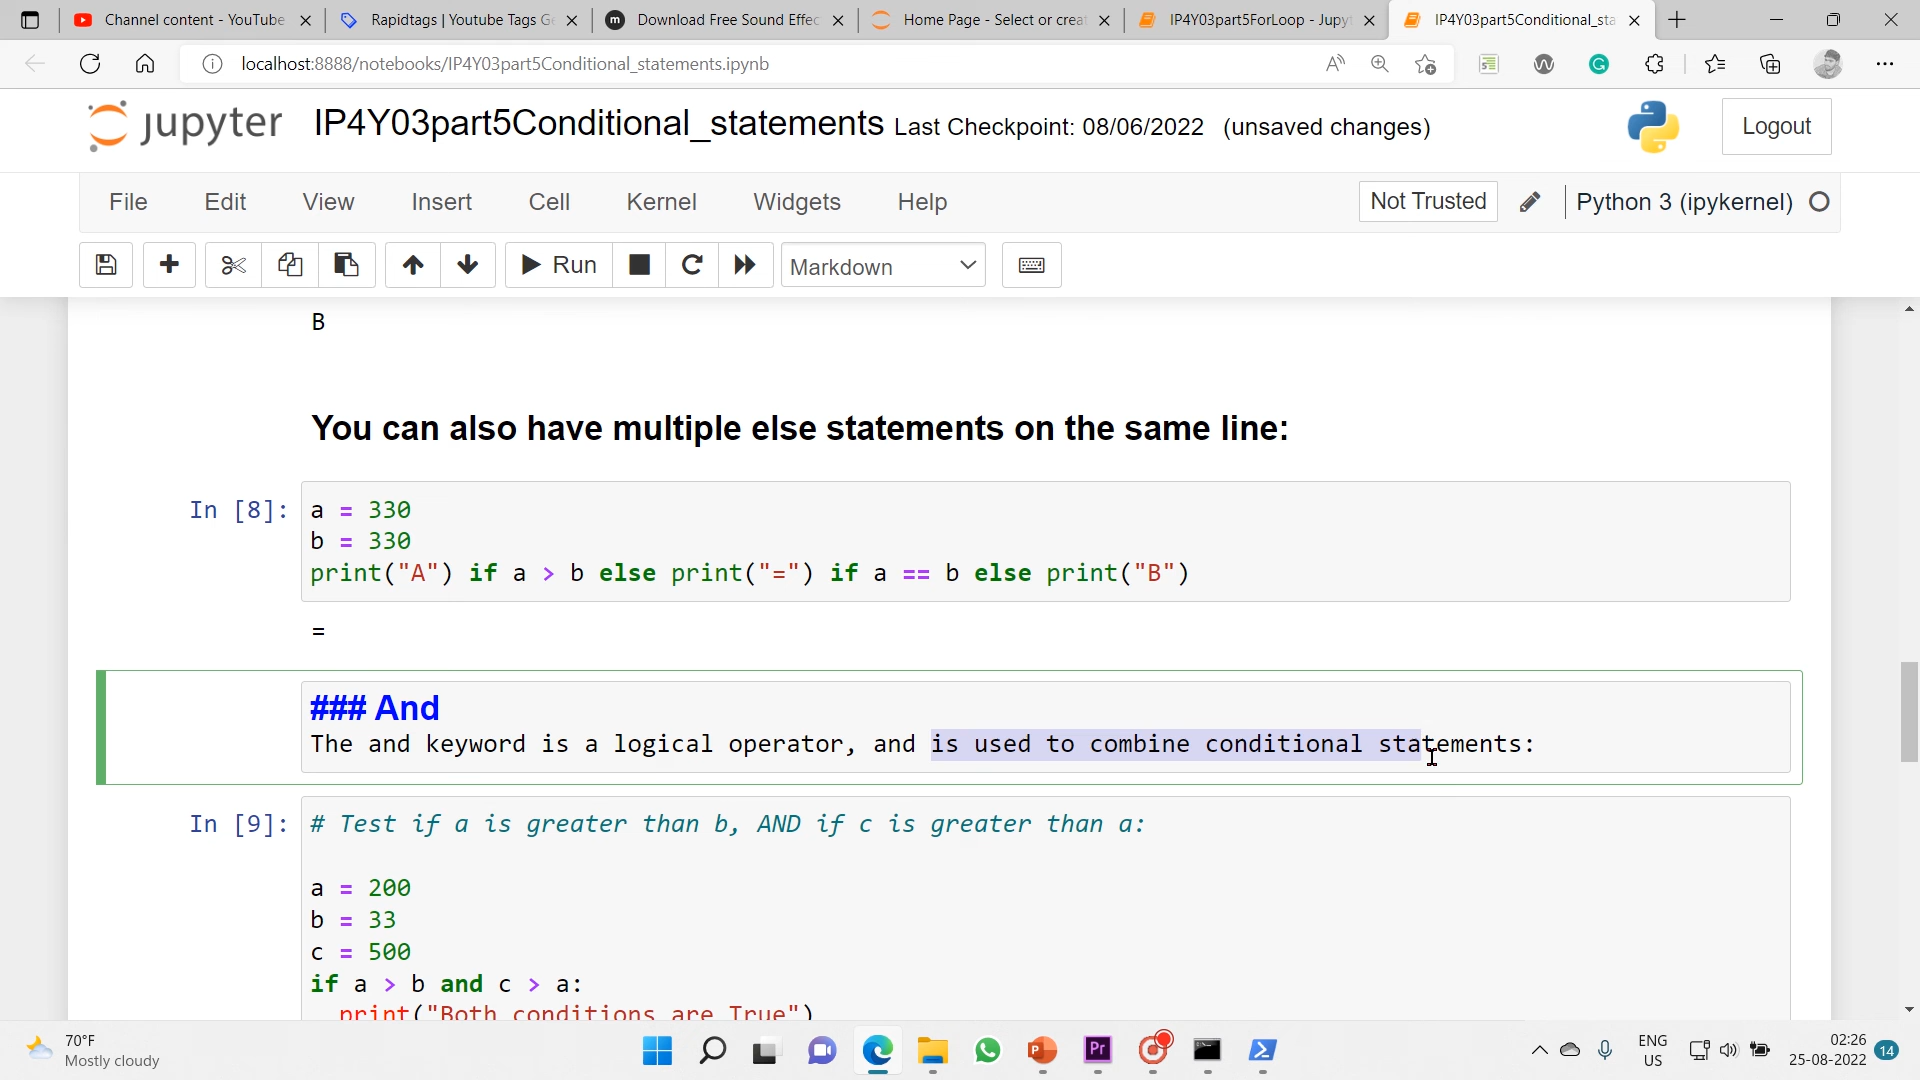 Channel content - YouTube
Rapidtags | Youtube Tags Ge
Download Free Sound Effec
Home Page - Select or creat
IP4Y03part5ForLoop - Jupyt
IP4Y03part5Conditional_sta
localhost:8888/notebooks/IP4Y03part5Conditional_statements.ipynb
jupyter IP4Y03part5Conditional_statements Last Checkpoint: 08/06/2022 (unsaved changes)
Logout
File Edit View Insert Cell Kernel Widgets Help
Not Trusted
Python 3 (ipykernel)
Run
Markdown
B
You can also have multiple else statements on the same line:
In [8]:
a = 330
b = 330
print("A") if a > b else print("=") if a == b else print("B")
=
### And
The and keyword is a logical operator, and is used to combine conditional statements:
In [9]:
# Test if a is greater than b, AND if c is greater than a:
a = 200
b = 33
c = 500
if a > b and c > a:
print("Both conditions are True")
70°F
Mostly cloudy
Pr
ENG
US
02:26
25-08-2022
14